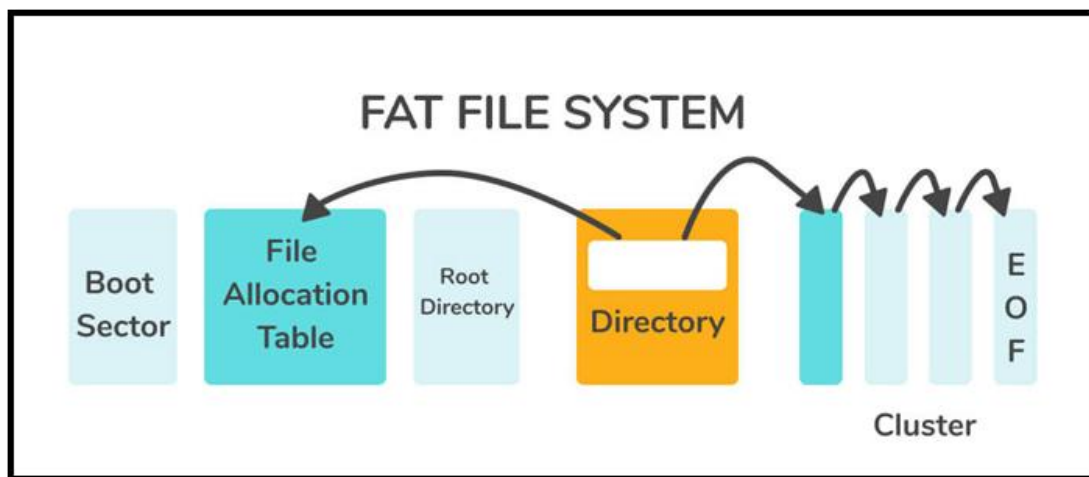 FAT FILE SYSTEM
Boot
Sector
File
Allocation
Table
Root
Directory
Directory
E
O
F
Cluster